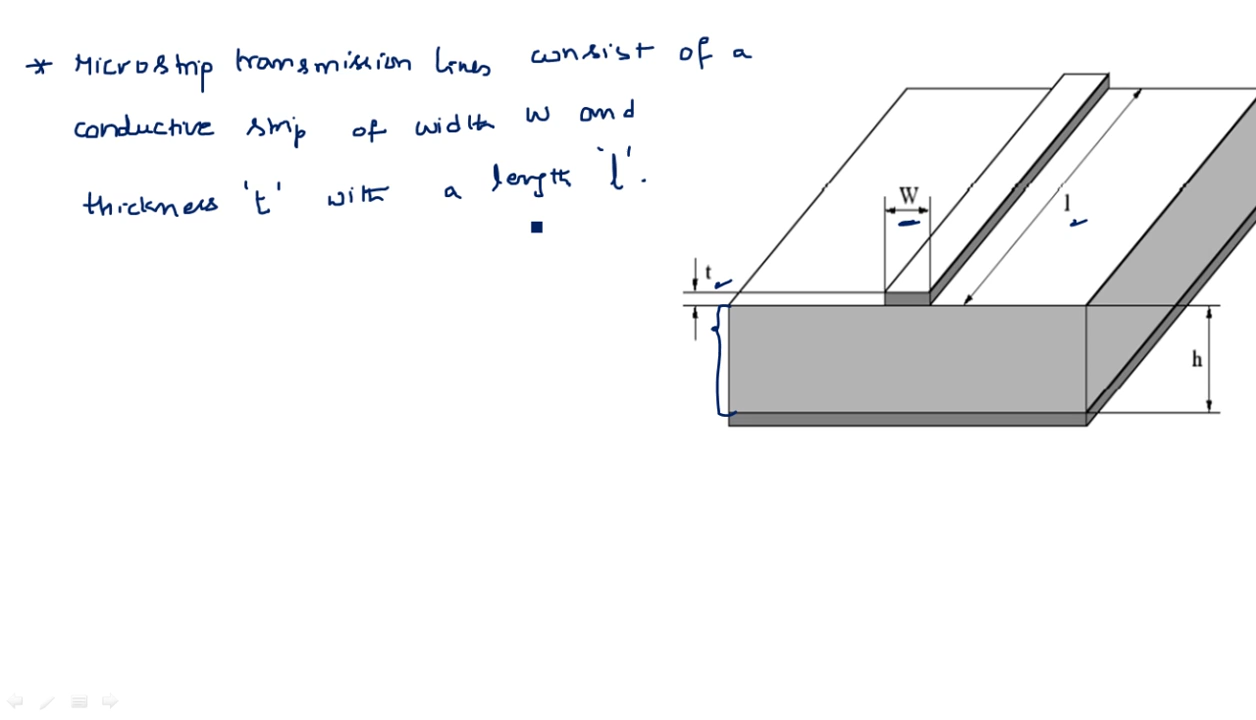 * Microstrip transmission lines consist of a
conductive strip of width W and
thickness 't' with a length 'l'.
W
l
t
h